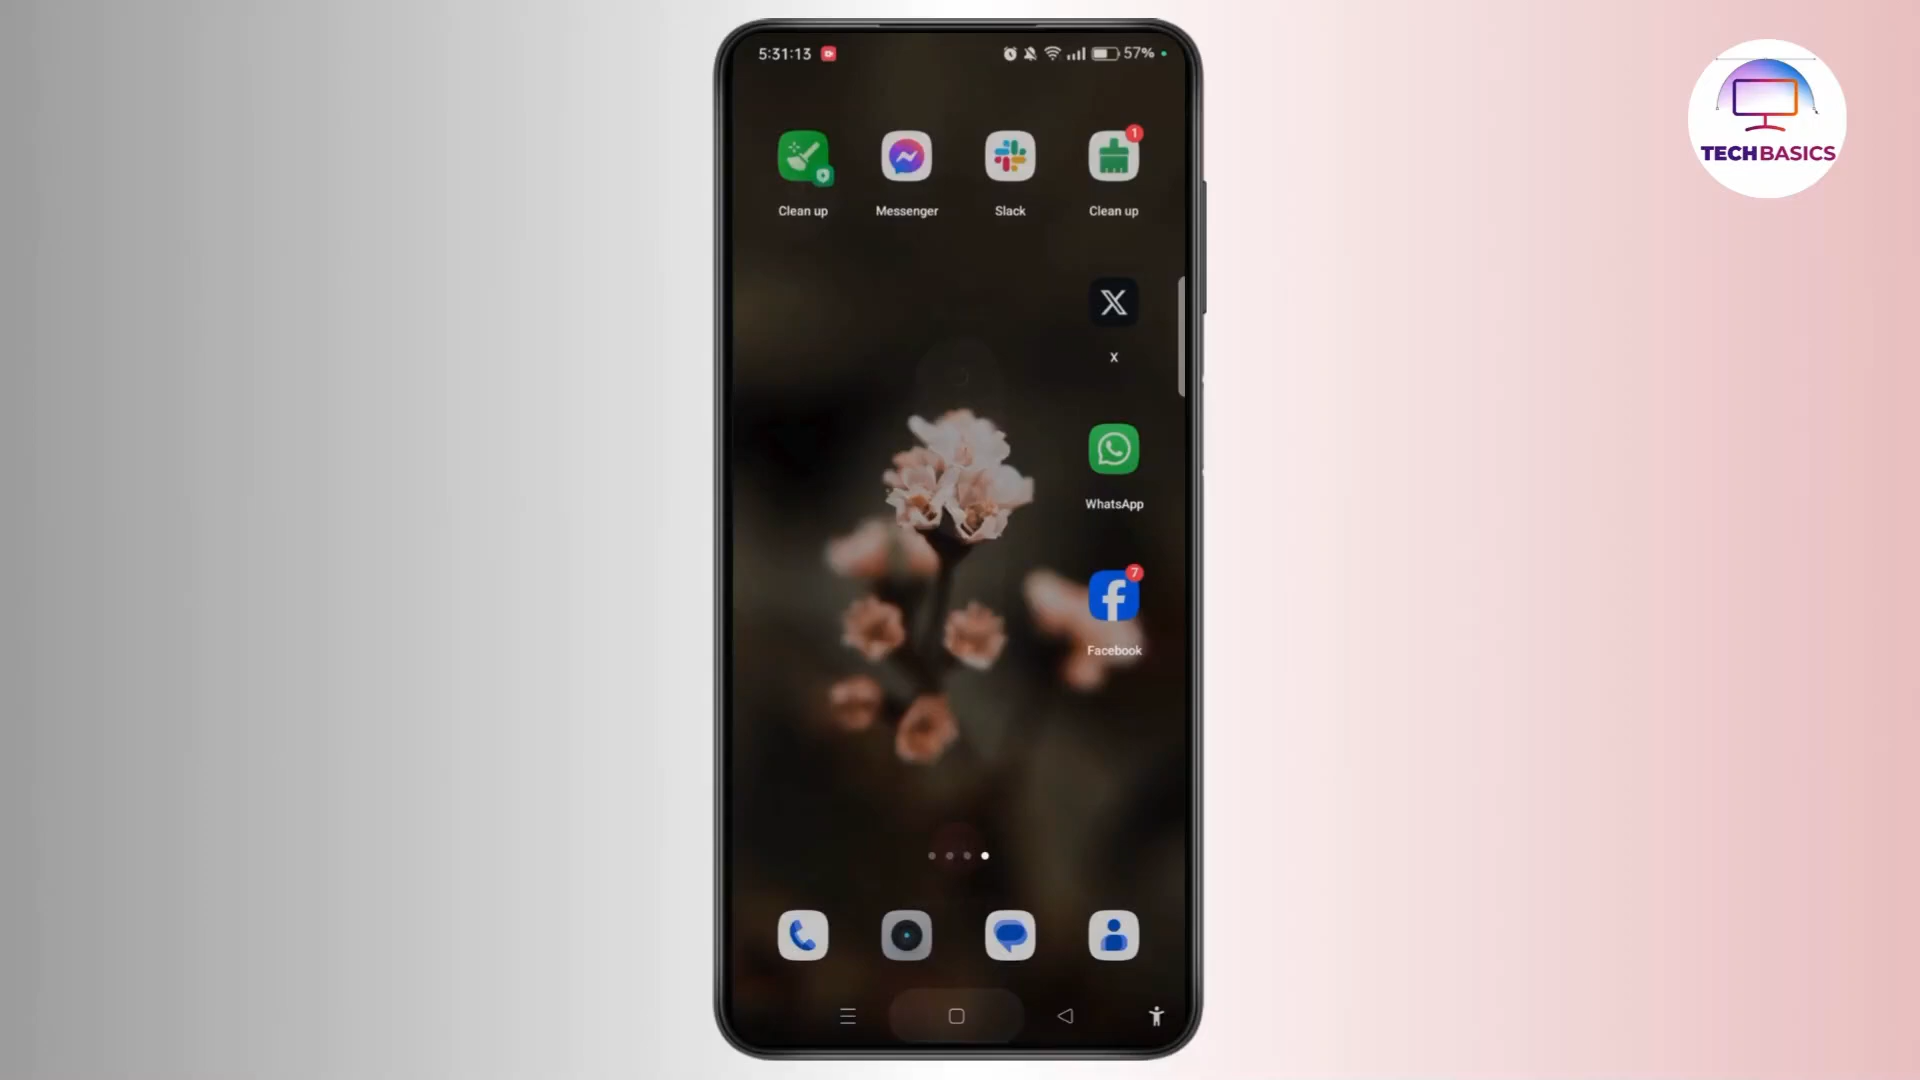 5:31:13 57%
TECHBASICS
1
Clean up Messenger Slack Clean up
X
WhatsApp
7
Facebook